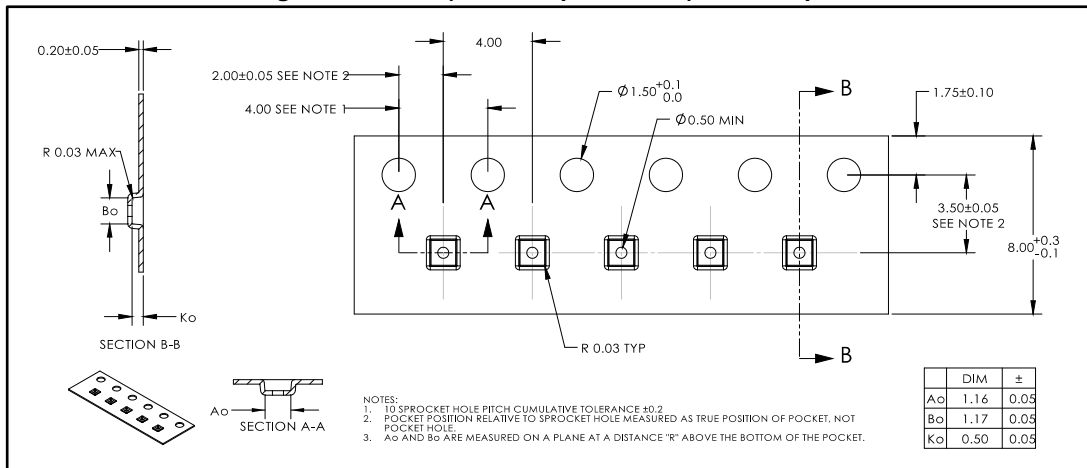 0.20±0.05
4.00
2.00±0.05 SEE NOTE 2
4.00 SEE NOTE 1
Ø1.50 +0.1
0.0
Ø0.50 MIN
B
1.75±0.10
R 0.03 MAX
Bo
A
A
3.50±0.05
SEE NOTE 2
8.00 +0.3
-0.1
Ko
SECTION B-B
R 0.03 TYP
B
Ao
SECTION A-A
NOTES:
1. 10 SPROCKET HOLE PITCH CUMULATIVE TOLERANCE ±0.2
2. POCKET POSITION RELATIVE TO SPROCKET HOLE MEASURED AS TRUE POSITION OF POCKET, NOT
POCKET HOLE.
3. Ao AND Bo ARE MEASURED ON A PLANE AT A DISTANCE "R" ABOVE THE BOTTOM OF THE POCKET.
DIM ±
Ao 1.16 0.05
Bo 1.17 0.05
Ko 0.50 0.05